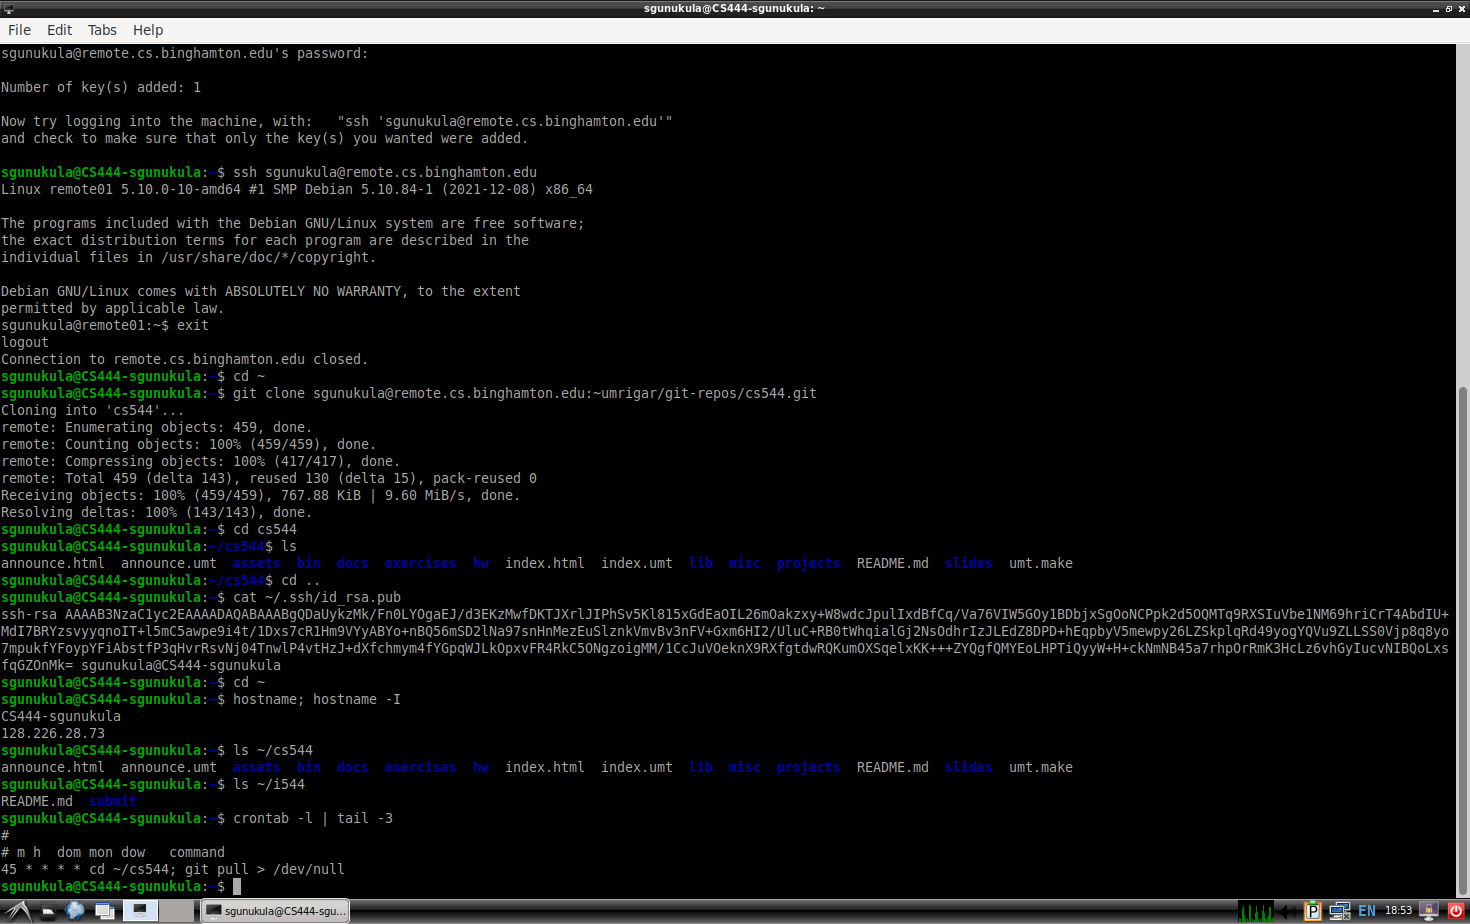 sgunukula@CS444-sgunukula: ~
File Edit Tabs Help
sgunukula@remote.cs.binghamton.edu's password:
Number of key(s) added: 1
Now try logging into the machine, with:   "ssh 'sgunukula@remote.cs.binghamton.edu'"
and check to make sure that only the key(s) you wanted were added.
sgunukula@CS444-sgunukula:~$ ssh sgunukula@remote.cs.binghamton.edu
Linux remote01 5.10.0-10-amd64 #1 SMP Debian 5.10.84-1 (2021-12-08) x86_64
The programs included with the Debian GNU/Linux system are free software;
the exact distribution terms for each program are described in the
individual files in /usr/share/doc/*/copyright.
Debian GNU/Linux comes with ABSOLUTELY NO WARRANTY, to the extent
permitted by applicable law.
sgunukula@remote01:~$ exit
logout
Connection to remote.cs.binghamton.edu closed.
sgunukula@CS444-sgunukula:~$ cd ~
sgunukula@CS444-sgunukula:~$ git clone sgunukula@remote.cs.binghamton.edu:~umrigar/git-repos/cs544.git
Cloning into 'cs544'...
remote: Enumerating objects: 459, done.
remote: Counting objects: 100% (459/459), done.
remote: Compressing objects: 100% (417/417), done.
remote: Total 459 (delta 143), reused 130 (delta 15), pack-reused 0
Receiving objects: 100% (459/459), 767.88 KiB | 9.60 MiB/s, done.
Resolving deltas: 100% (143/143), done.
sgunukula@CS444-sgunukula:~$ cd cs544
sgunukula@CS444-sgunukula:~/cs544$ ls
announce.html  announce.umt  assets  bin  docs  exercises  hw  index.html  index.umt  lib  misc  projects  README.md  slides  umt.make
sgunukula@CS444-sgunukula:~/cs544$ cd ..
sgunukula@CS444-sgunukula:~$ cat ~/.ssh/id_rsa.pub
ssh-rsa AAAAB3NzaC1yc2EAAAADAQABAAABgQDaUykzMk/Fn0LYOgaEJ/d3EKzMwfDKTJXrlJIPhSv5Kl815xGdEaOIL26mOakzxy+W8wdcJpulIxdBfCq/Va76VIW5GOy1BDbjxSgOoNCPpk2d5OQMTq9RXSIuVbe1NM69hriCrT4AbdIU+
MdI7BRYzsvyyqnoIT+l5mC5awpe9i4t/1Dxs7cR1Hm9VYyABYo+nBQ56mSD2lNa97snHnMezEuSlznkVmvBv3nFV+Gxm6HI2/UluC+RB0tWhqialGj2NsOdhrIzJLEdZ8DPD+hEqpbyV5mewpy26LZSkplqRd49yogYQVu9ZLLSS0Vjp8q8yo
7mpukfYFoypYFiAbstfP3qHvrRsvNj04TnwlP4vtHzJ+dXfchmym4fYGpqWJLkOpxvFR4RkC5ONgzoigMM/1CcJuVOeknX9RXfgtdwRQKumOXSqelxKK+++ZYQgfQMYEoLHPTiQyyW+H+ckNmNB45a7rhpOrRmK3HcLz6vhGyIucvNIBQoLxs
fqGZOnMk= sgunukula@CS444-sgunukula
sgunukula@CS444-sgunukula:~$ cd ~
sgunukula@CS444-sgunukula:~$ hostname; hostname -I
CS444-sgunukula
128.226.28.73
sgunukula@CS444-sgunukula:~$ ls ~/cs544
announce.html  announce.umt  assets  bin  docs  exercises  hw  index.html  index.umt  lib  misc  projects  README.md  slides  umt.make
sgunukula@CS444-sgunukula:~$ ls ~/i544
README.md  submit
sgunukula@CS444-sgunukula:~$ crontab -l | tail -3
#
# m h  dom mon dow   command
45 * * * * cd ~/cs544; git pull > /dev/null
sgunukula@CS444-sgunukula:~$
sgunukula@CS444-sgu... P EN 18:53